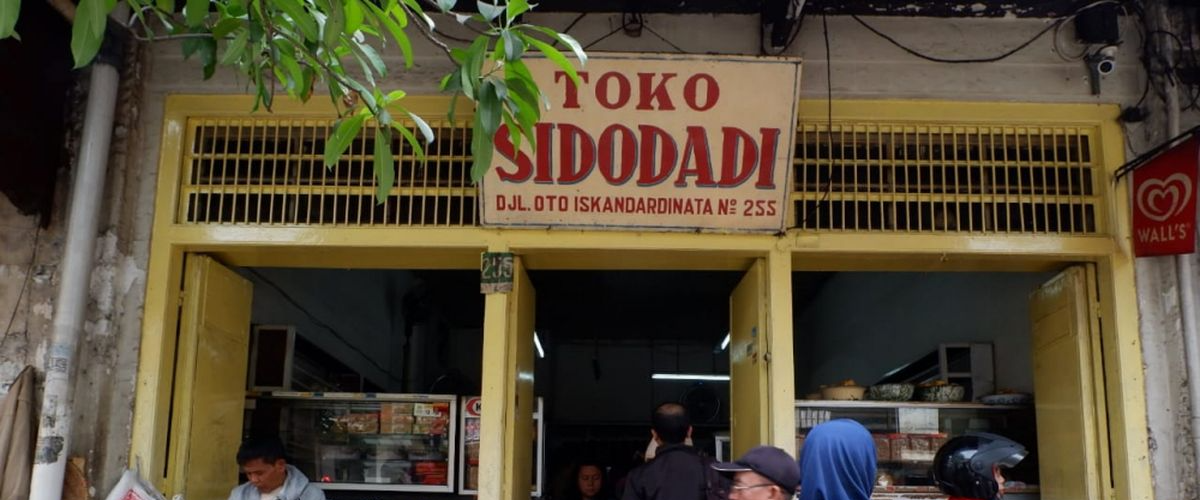 TOKO
SIDODADI
DJL. OTO ISKANDARDINATA Nº 255
255
WALL'S